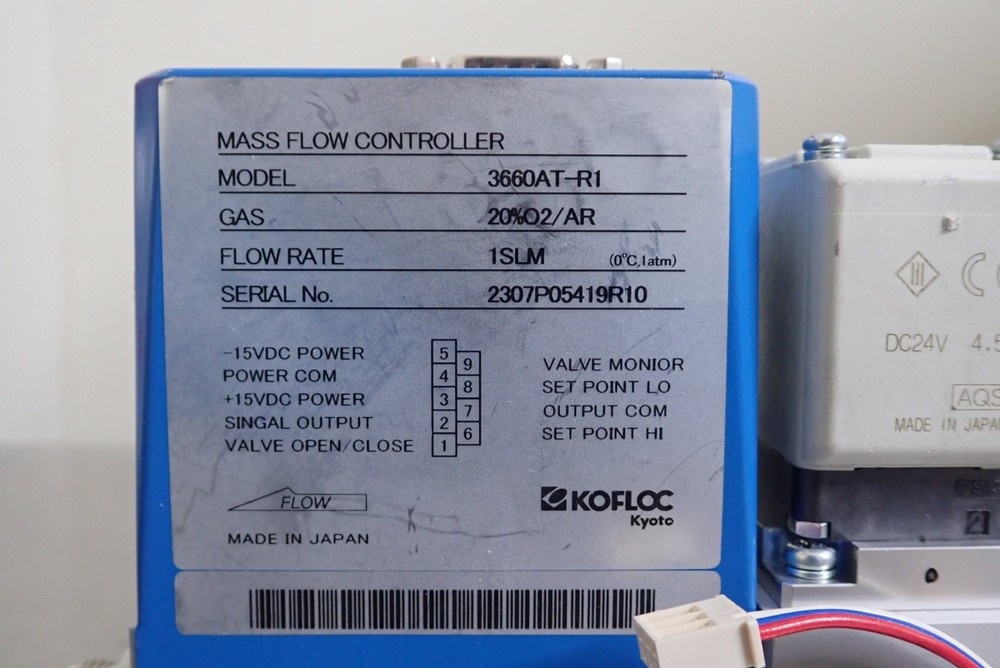 MASS FLOW CONTROLLER
MODEL 3660AT-R1
GAS 20%O2/AR
FLOW RATE 1SLM (0°C,1atm)
SERIAL No. 2307P05419R10
-15VDC POWER 5
9 VALVE MONIOR
POWER COM 4
8 SET POINT LO
+15VDC POWER 3
7 OUTPUT COM
SINGAL OUTPUT 2
6 SET POINT HI
VALVE OPEN/CLOSE 1
FLOW
KOFLOC
Kyoto
MADE IN JAPAN
DC24V 4.5
AQS
MADE IN JAPAN
2